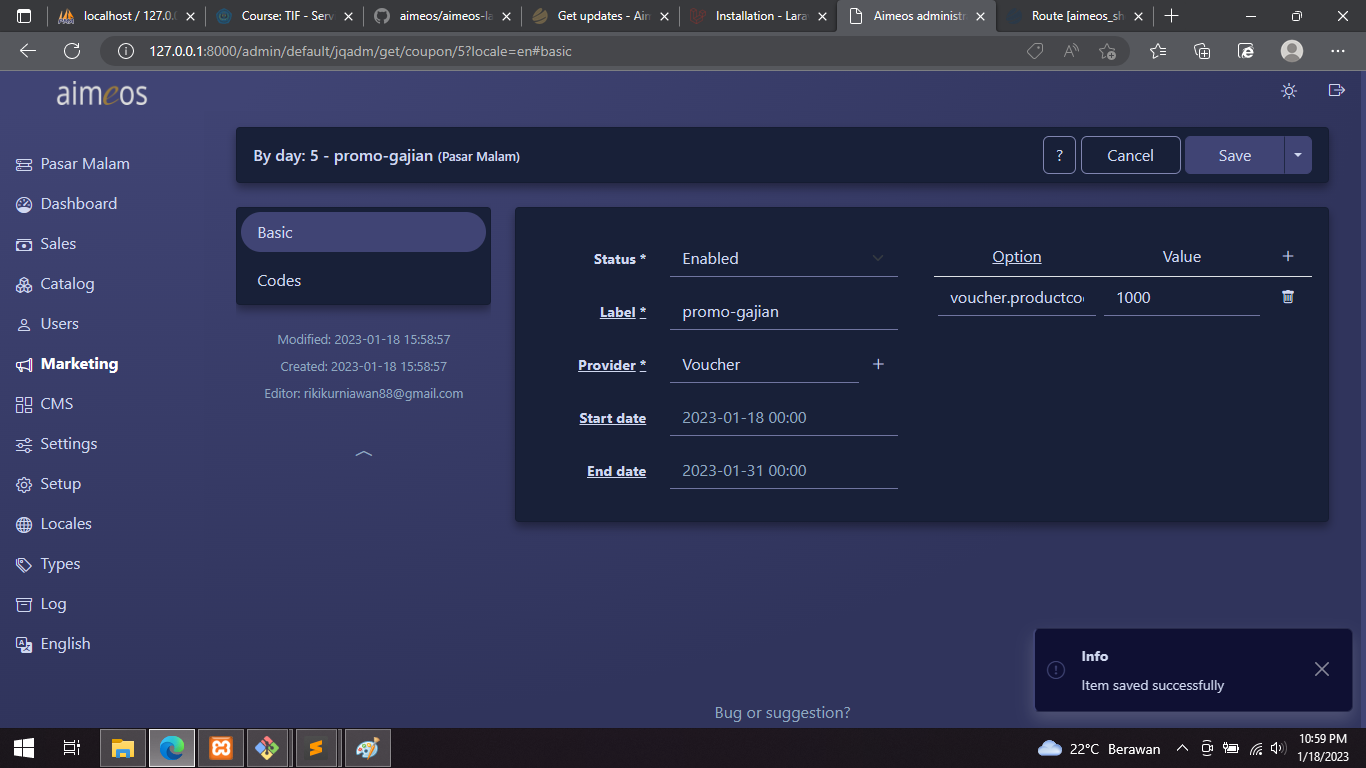 localhost / 127.0.0
Course: TIF - Serv
aimeos/aimeos-la
Get updates - Aim
Installation - Lara
Aimeos administr
Route [aimeos_sh
127.0.0.1:8000/admin/default/jqadm/get/coupon/5?locale=en#basic
aimeos
Pasar Malam
Dashboard
Sales
Catalog
Users
Marketing
CMS
Settings
Setup
Locales
Types
Log
English
By day: 5 - promo-gajian (Pasar Malam)
?
Cancel
Save
Basic
Codes
Modified: 2023-01-18 15:58:57
Created: 2023-01-18 15:58:57
Editor: rikikurniawan88@gmail.com
Status * Enabled
Label * promo-gajian
Provider * Voucher
Start date 2023-01-18 00:00
End date 2023-01-31 00:00
Option Value
voucher.productco 1000
Info
Item saved successfully
Bug or suggestion?
22°C Berawan
10:59 PM
1/18/2023